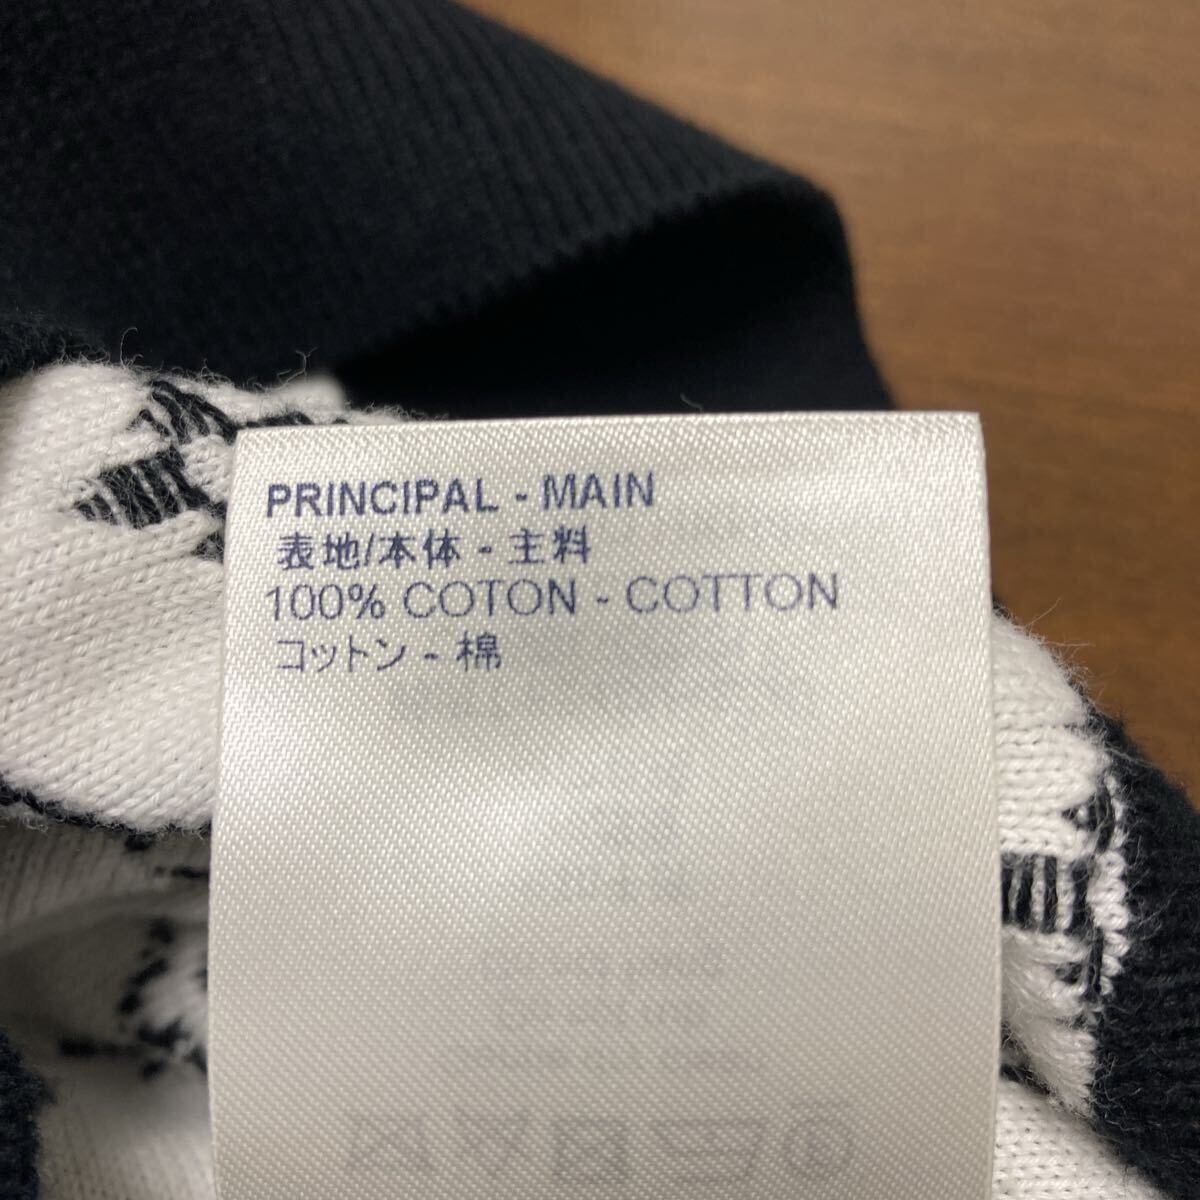 PRINCIPAL - MAIN
表地/本体 - 主料
100% COTON - COTTON
コットン - 棉